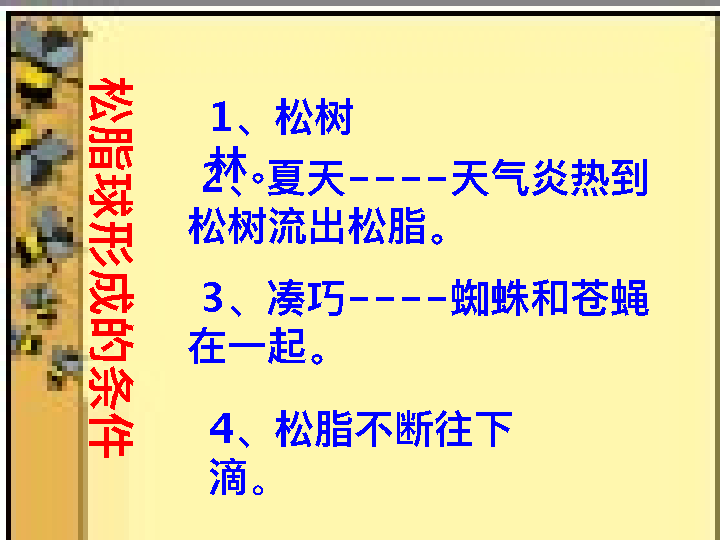 松脂球形成的条件
1、松树
林。
2、夏天----天气炎热到
松树流出松脂。
3、凑巧----蜘蛛和苍蝇
在一起。
4、松脂不断往下
滴。